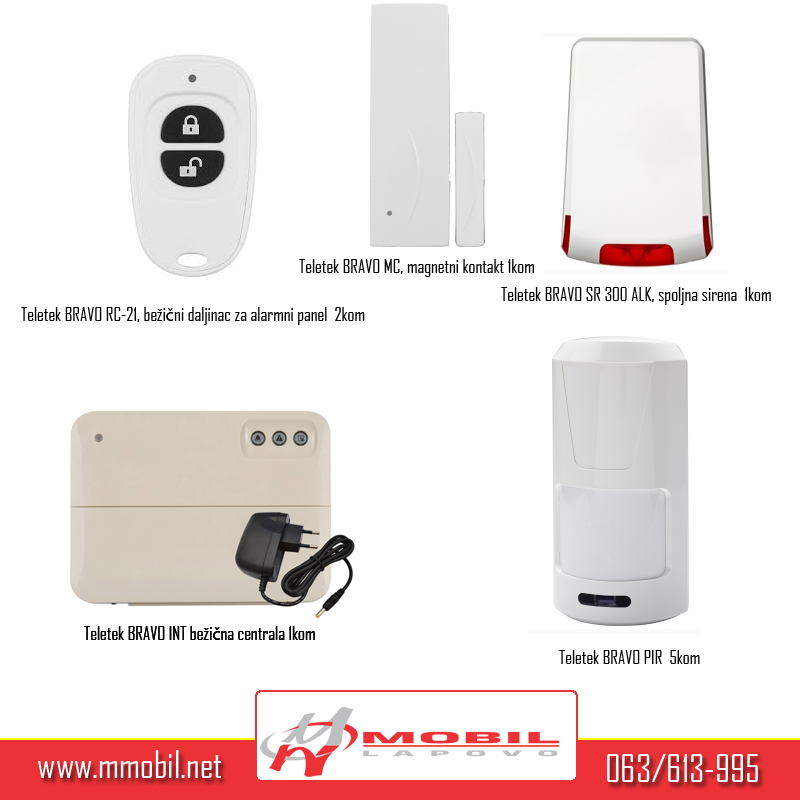 Teletek BRAVO MC, magnetni kontakt 1kom
Teletek BRAVO SR 300 ALK, spoljna sirena 1kom
Teletek BRAVO RC-21, bežični daljinac za alarmni panel 2kom
Teletek BRAVO INT bežična centrala 1kom
Teletek BRAVO PIR 5kom
MOBIL
LAPOVO
www.mmobil.net
063/613-995